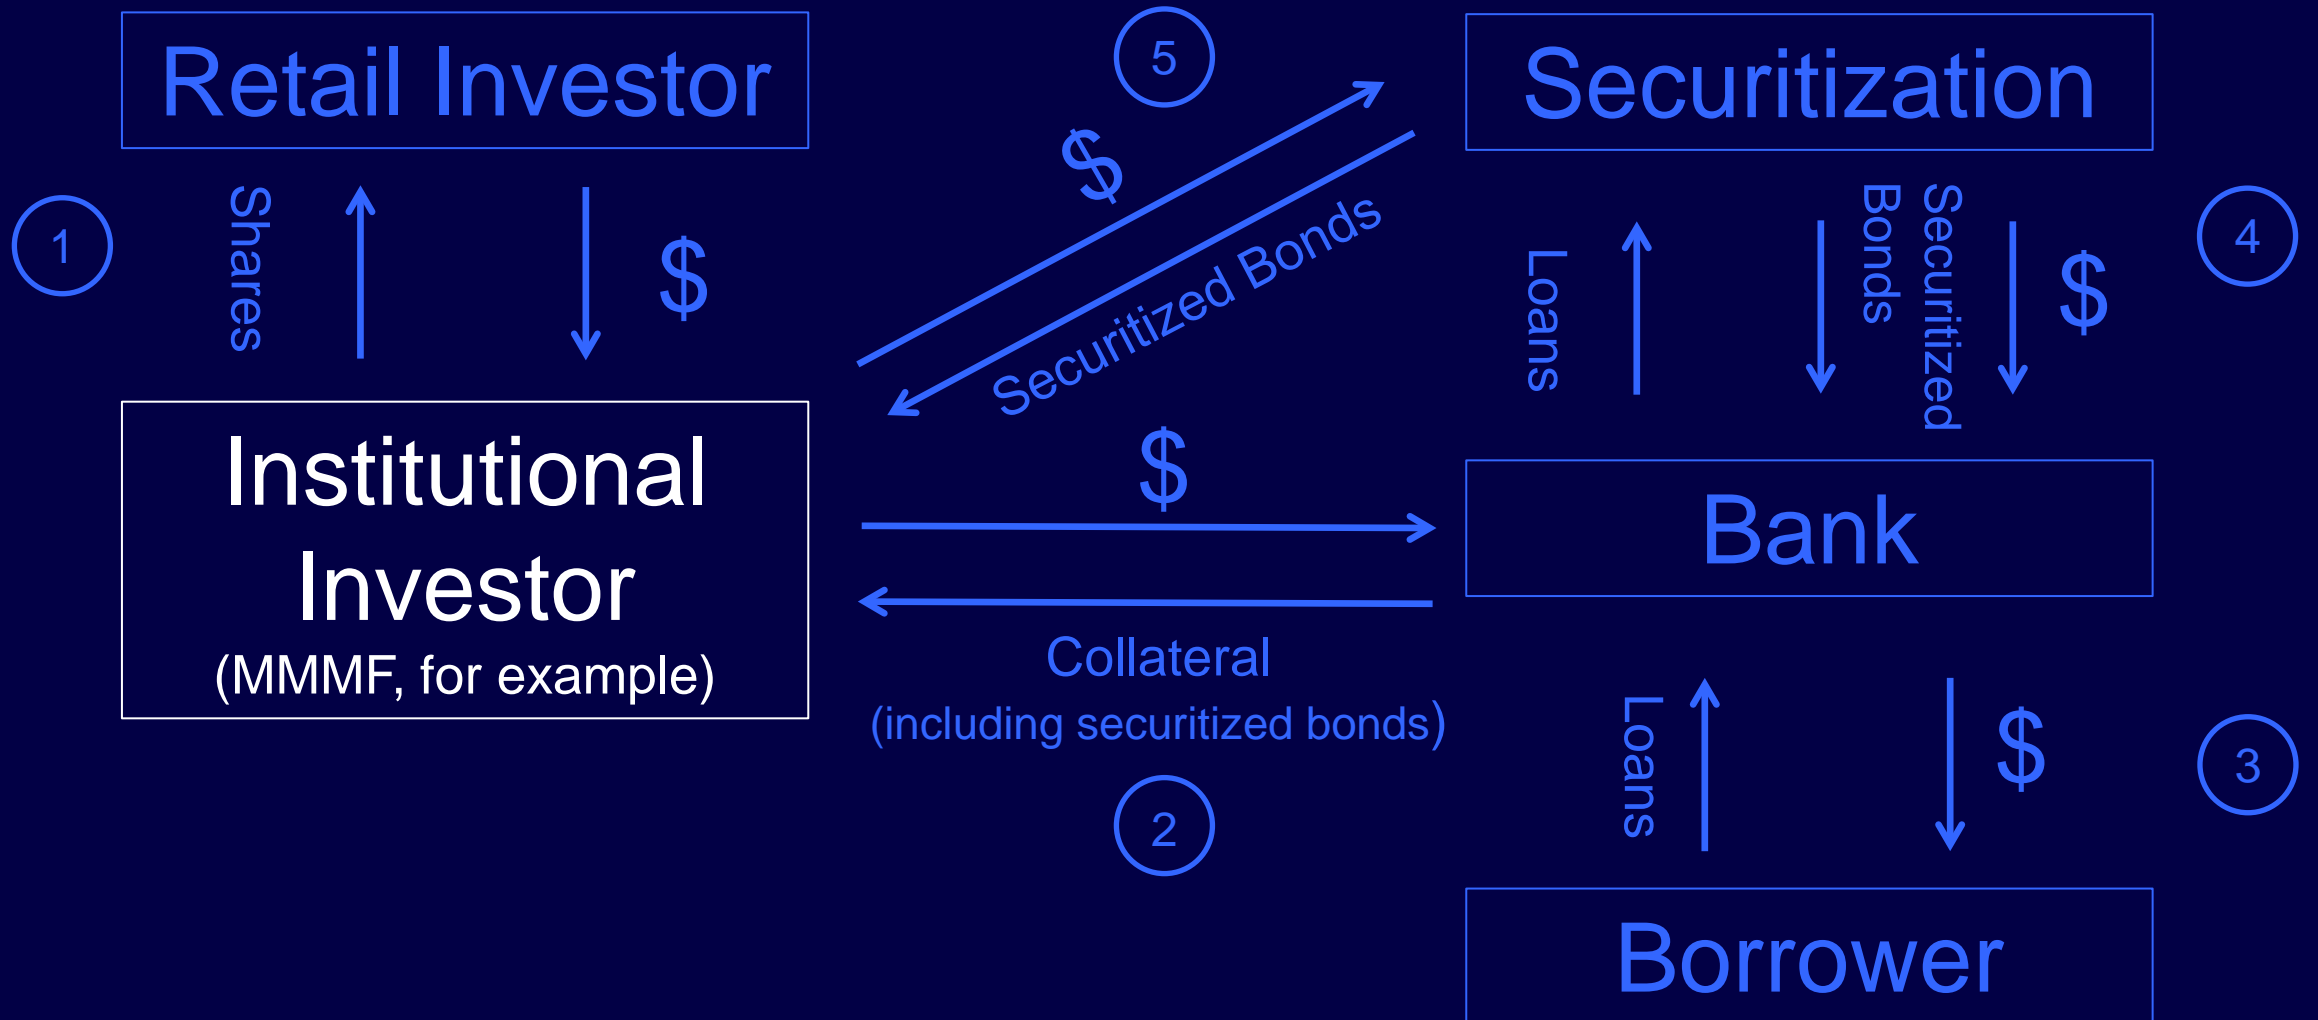 Retail Investor
5
Securitization
1
Shares
$
$
Securitized Bonds
Loans
Securitized
Bonds
$
4
Institutional
Investor
(MMMF, for example)
$
Collateral
(including securitized bonds)
2
Bank
Loans
$
3
Borrower